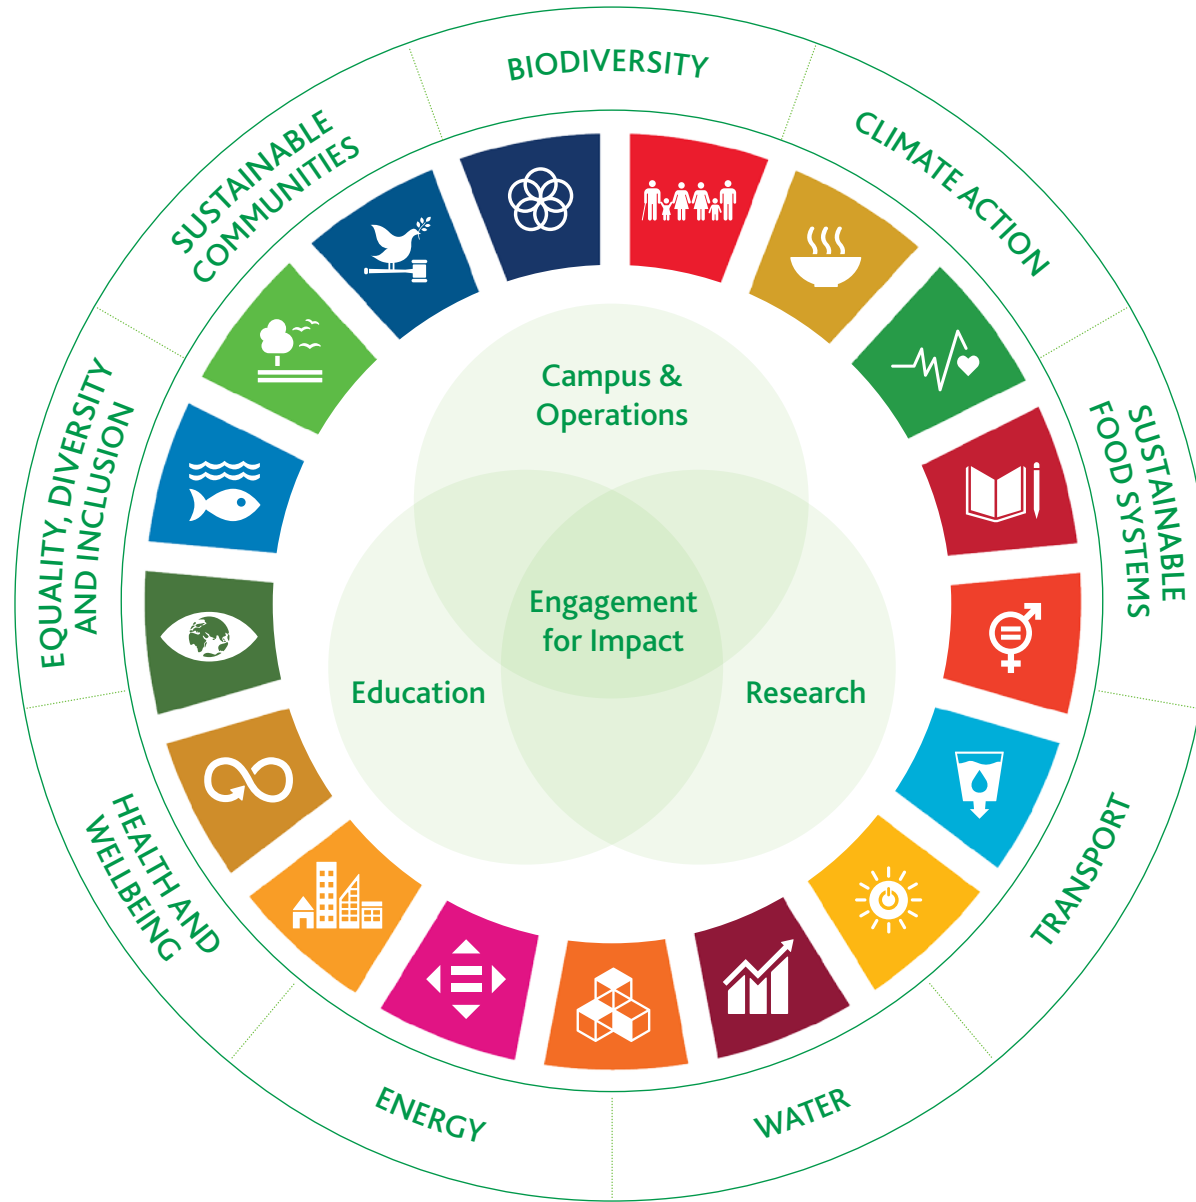 BIODIVERSITY
CLIMATE ACTION
SUSTAINABLE
FOOD SYSTEMS
TRANSPORT
WATER
ENERGY
HEALTH AND
WELLBEING
EQUALITY, DIVERSITY
AND INCLUSION
SUSTAINABLE
COMMUNITIES
Campus &
Operations
Engagement
for Impact
Education
Research